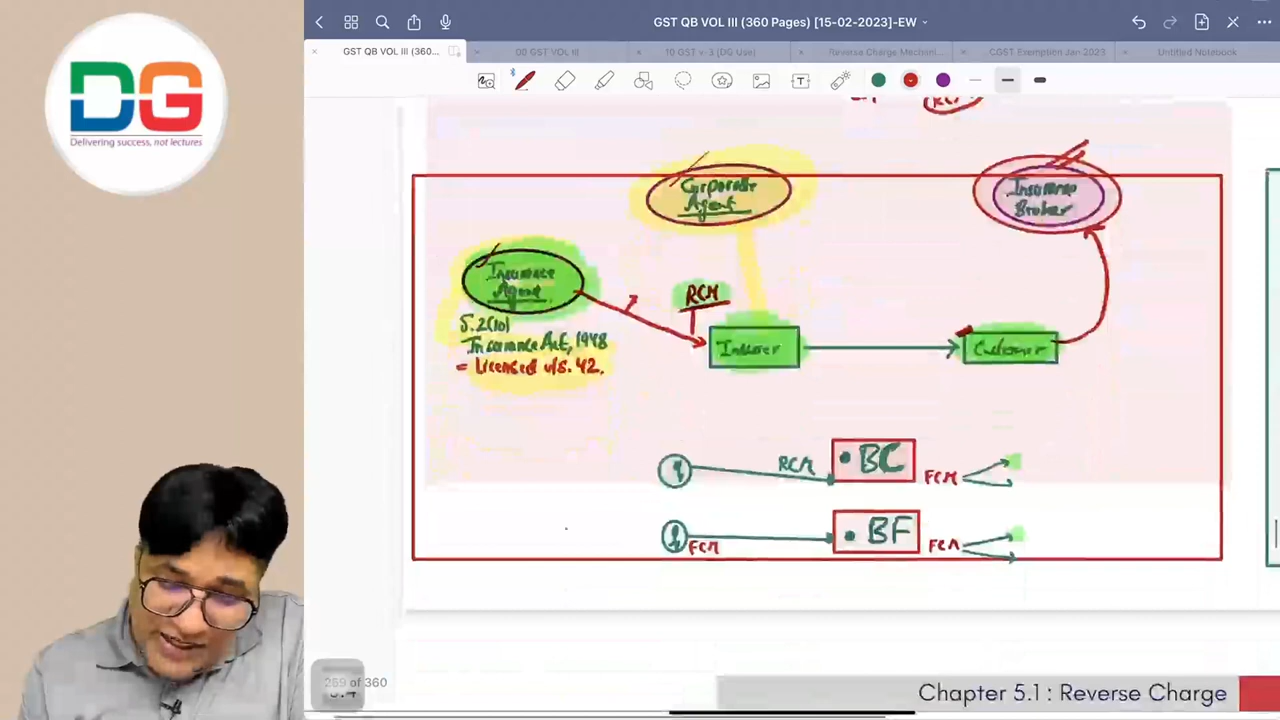 DG
Delivering success, not lectures
GST QB VOL III (360 Pages) [15-02-2023]-EW
GST QB VOL III (360...
00 GST VOL III
10 GST v-3 (DG Use)
Reverse Charge Mechani...
CGST Exemption Jan 2023
Untitled Notebook
Corporate
Agent
Insurance
Broker
Insurance
Agent
RCM
S. 2(10)
Insurance Act, 1948
= Licensed u/s. 42.
Insurer
Customer
RCM
• BC
FCM
FCM
• BF
FCM
269 of 360
Chapter 5.1 : Reverse Charge